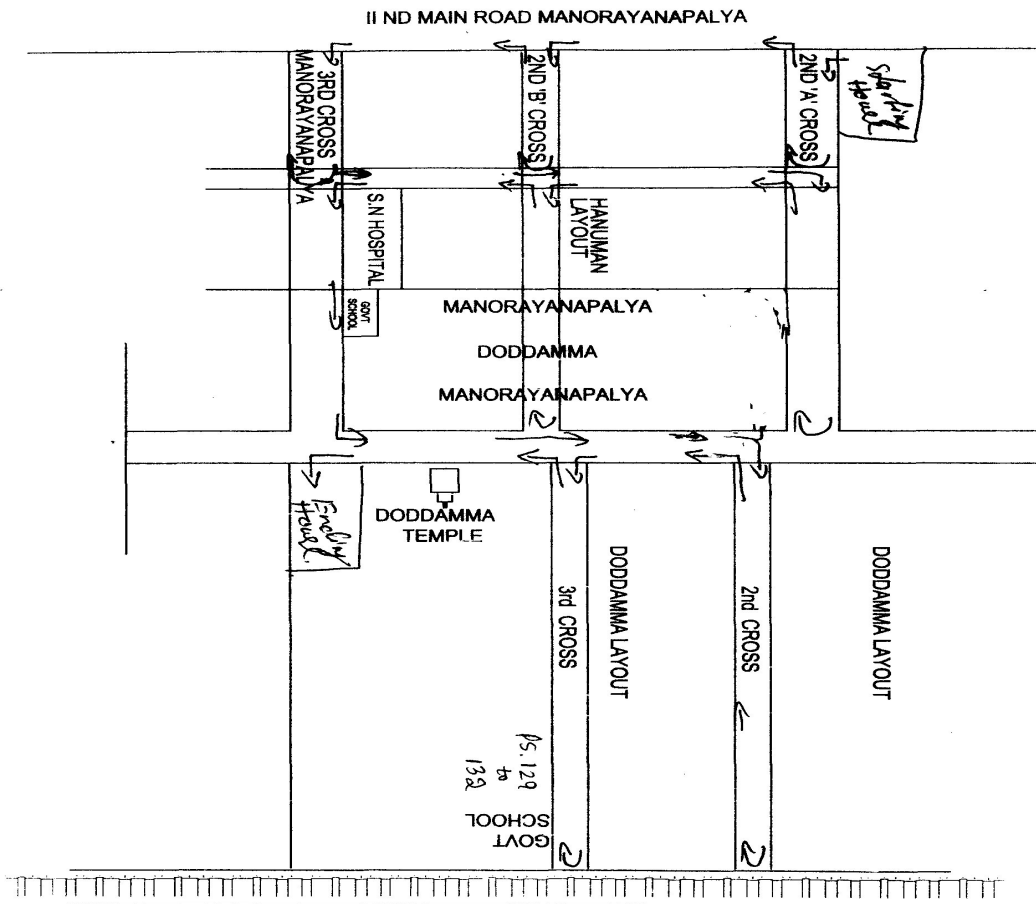 II ND MAIN ROAD MANORAYANAPALYA
3RD CROSS
MANORAYANAPALYA
2ND 'B' CROSS
2ND 'A' CROSS
Starting
House
S.N HOSPITAL
HANUMAN
LAYOUT
GOVT
SCHOOL
MANORAYANAPALYA
DODDAMMA
MANORAYANAPALYA
Ending
House
DODDAMMA
TEMPLE
3rd CROSS
DODDAMMA LAYOUT
2nd CROSS
DODDAMMA LAYOUT
PS. 129
to
132
GOVT
SCHOOL